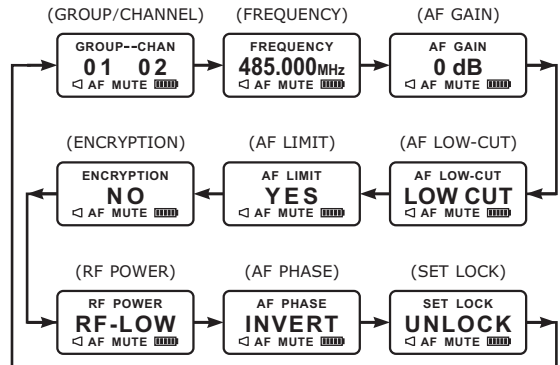 (GROUP/CHANNEL) (FREQUENCY) (AF GAIN)
GROUP--CHAN FREQUENCY AF GAIN
01 02 485.000MHz 0 dB
AF MUTE AF MUTE AF MUTE
(ENCRYPTION) (AF LIMIT) (AF LOW-CUT)
ENCRYPTION AF LIMIT AF LOW-CUT
NO YES LOW CUT
AF MUTE AF MUTE AF MUTE
(RF POWER) (AF PHASE) (SET LOCK)
RF POWER AF PHASE SET LOCK
RF-LOW INVERT UNLOCK
AF MUTE AF MUTE AF MUTE